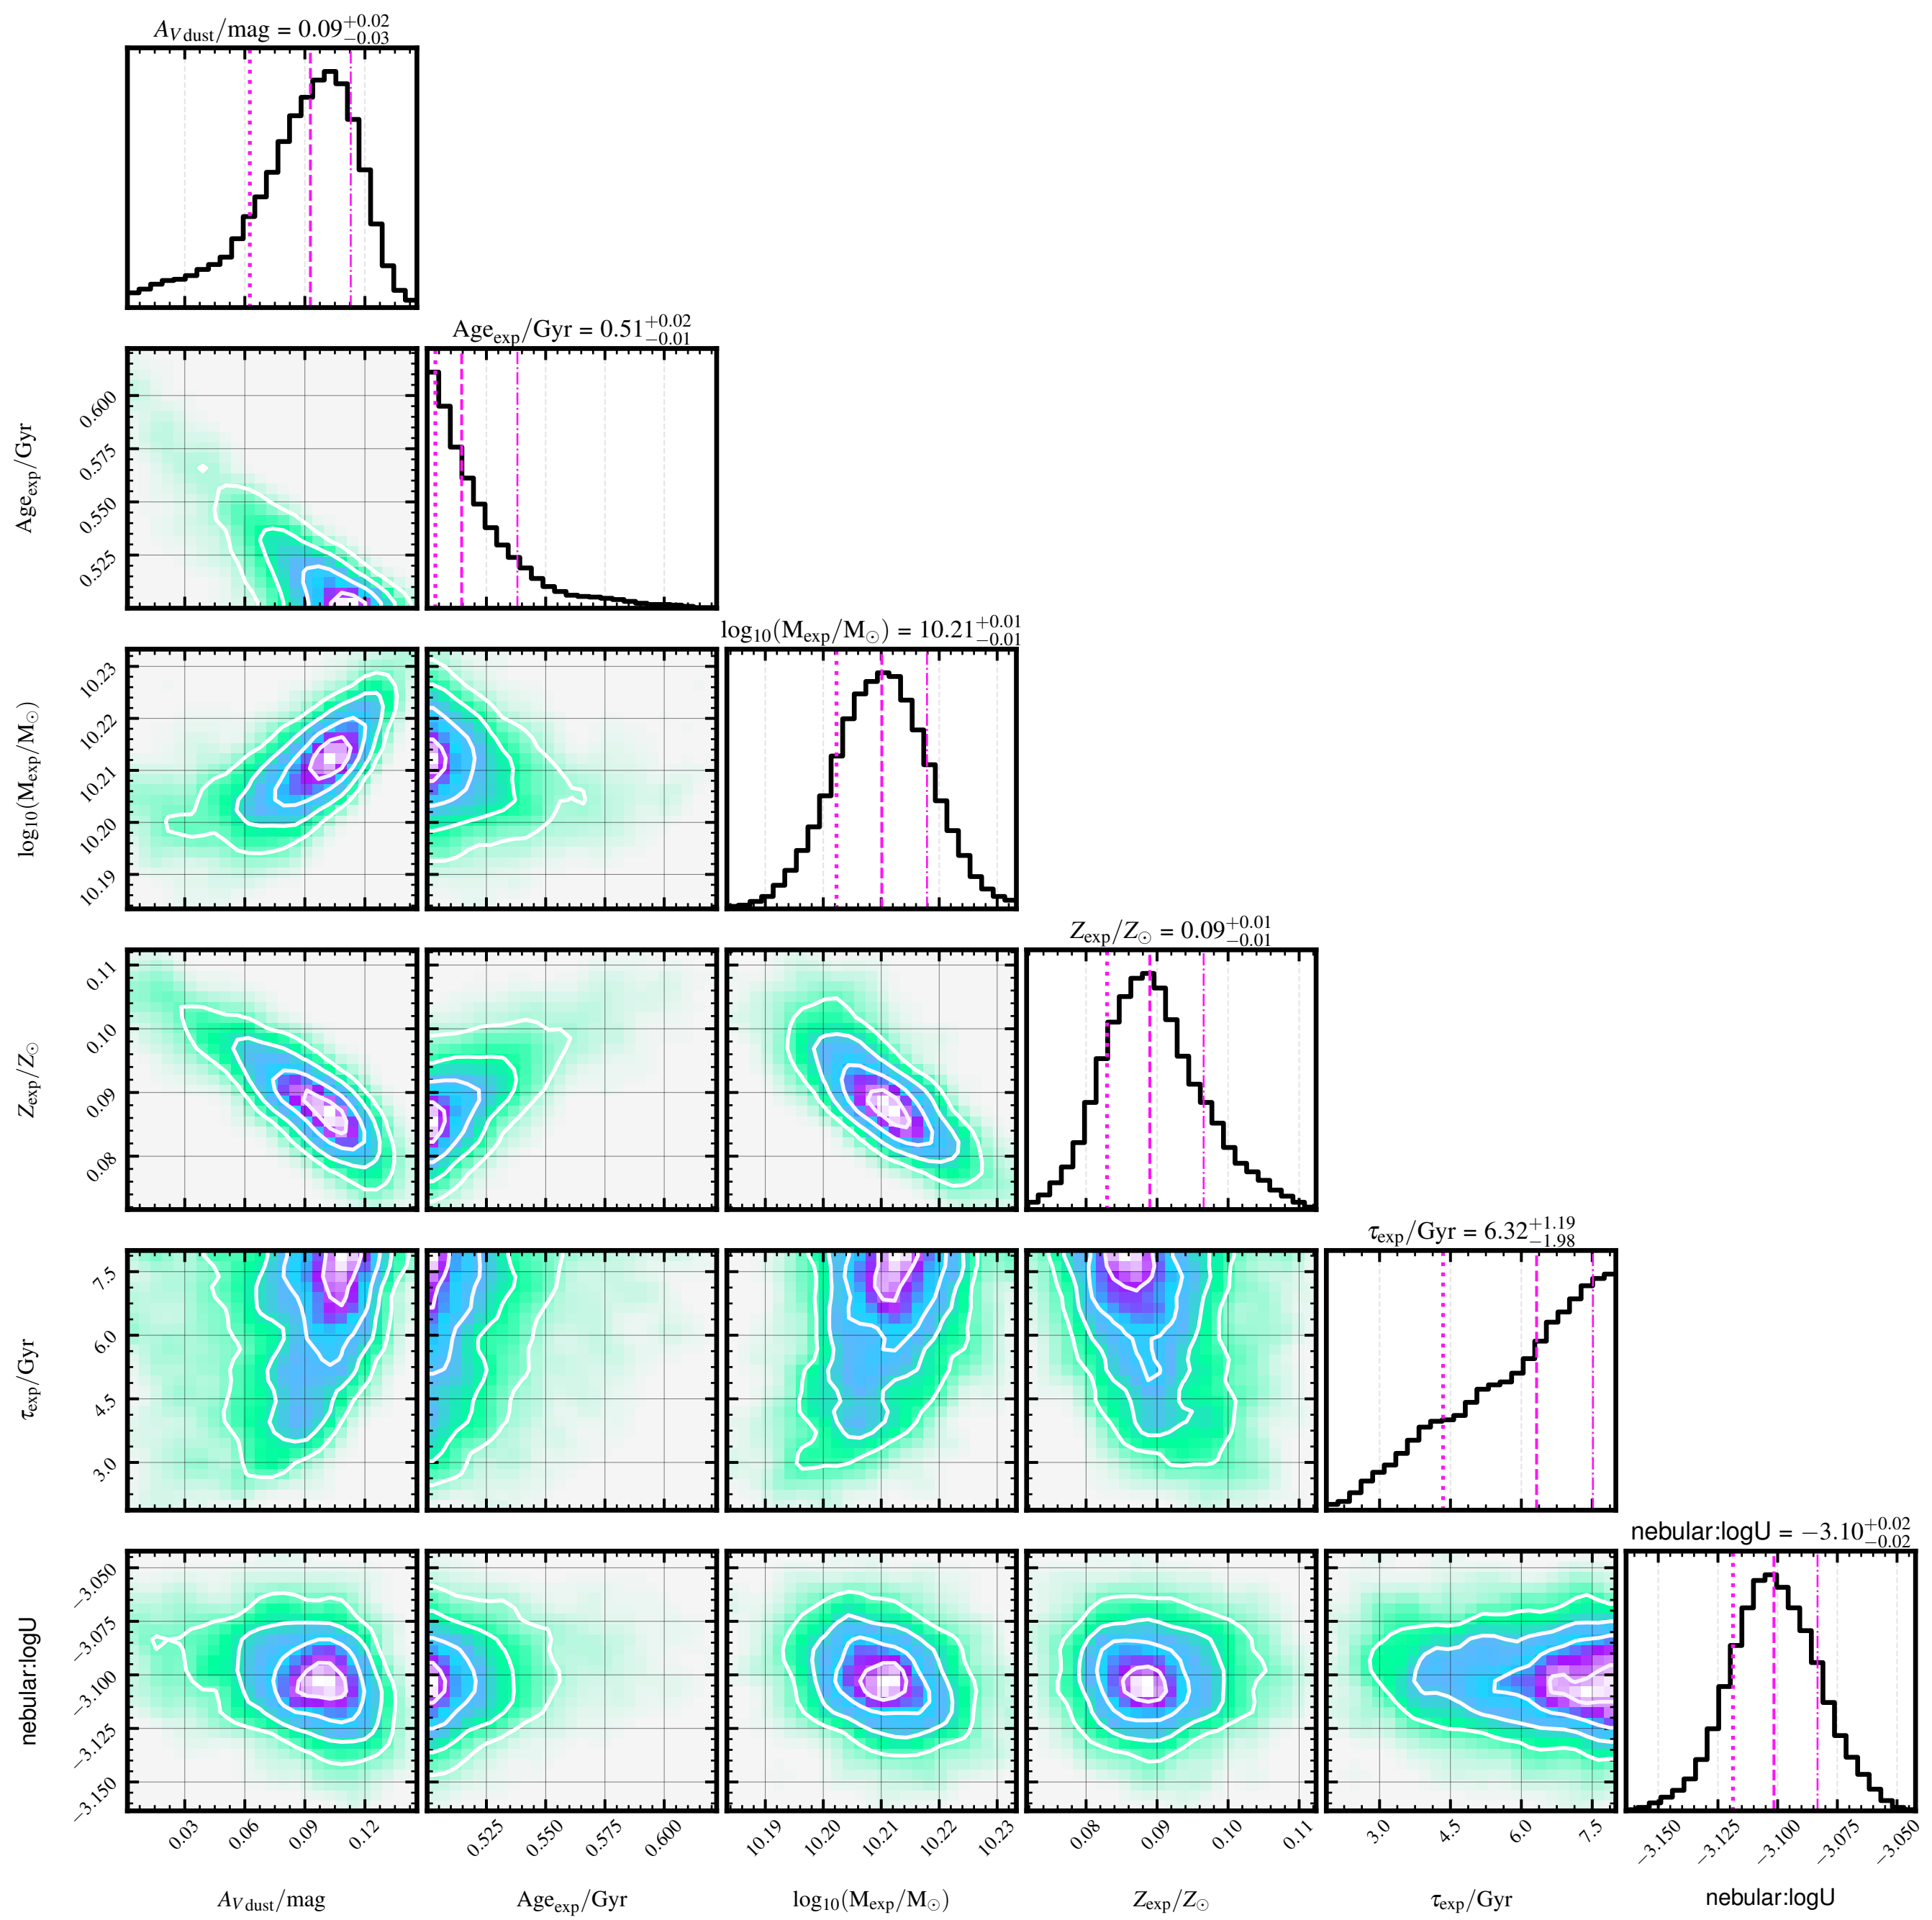 A_V dust/mag = 0.09^{+0.02}_{−0.03}
Age_exp/Gyr = 0.51^{+0.02}_{−0.01}
0.600
0.575
0.550
0.525
Age_exp/Gyr
log₁₀(M_exp/M_⊙) = 10.21^{+0.01}_{−0.01}
10.23
10.22
10.21
10.20
10.19
log₁₀(M_exp/M_⊙)
Z_exp/Z_⊙ = 0.09^{+0.01}_{−0.01}
0.11
0.10
0.09
0.08
Z_exp/Z_⊙
τ_exp/Gyr = 6.32^{+1.19}_{−1.98}
7.5
6.0
4.5
3.0
τ_exp/Gyr
nebular:logU = −3.10^{+0.02}_{−0.02}
−3.050
−3.075
−3.100
−3.125
−3.150
nebular:logU
0.03 0.06 0.09 0.12
0.525 0.550 0.575 0.600
10.19 10.20 10.21 10.22 10.23
0.08 0.09 0.10 0.11
3.0 4.5 6.0 7.5
−3.150 −3.125 −3.100 −3.075 −3.050
A_V dust/mag
Age_exp/Gyr
log₁₀(M_exp/M_⊙)
Z_exp/Z_⊙
τ_exp/Gyr
nebular:logU